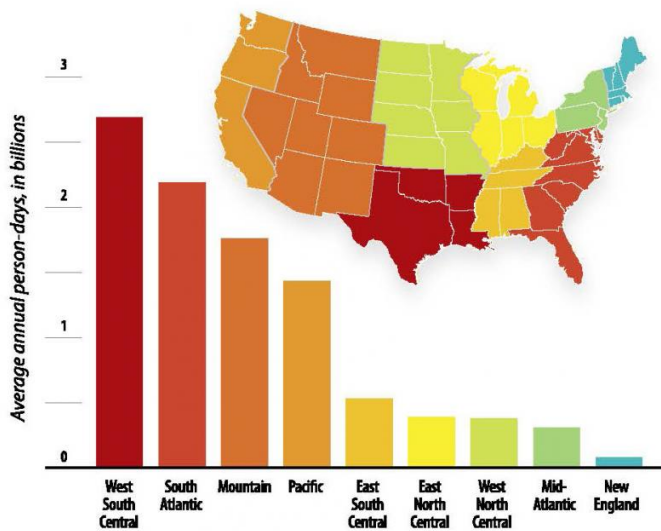 Average annual person-days, in billions
3
2
1
0
West
South
Central
South
Atlantic
Mountain
Pacific
East
South
Central
East
North
Central
West
North
Central
Mid-
Atlantic
New
England